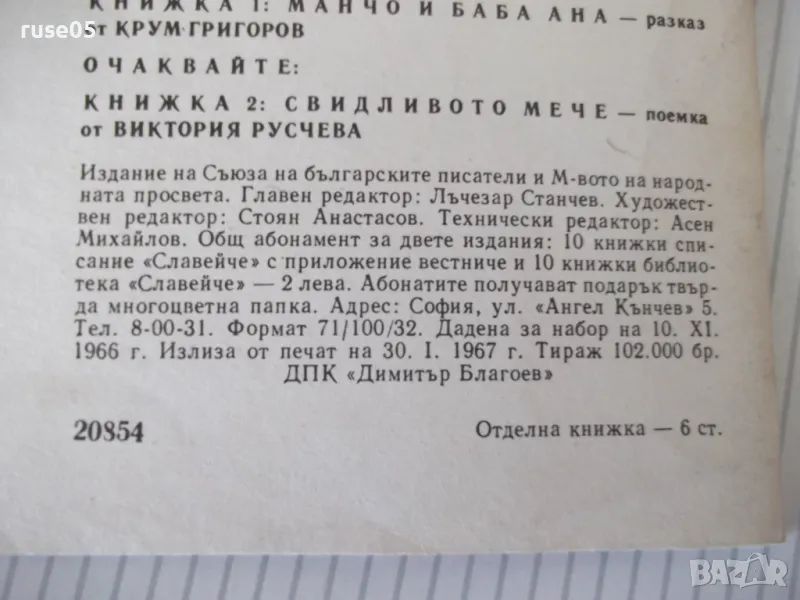 ruse05
КНИЖКА 1: МАНЧО И БАБА АНА — разказ
от КРУМ ГРИГОРОВ
ОЧАКВАЙТЕ:
КНИЖКА 2: СВИДЛИВОТО МЕЧЕ — поемка
от ВИКТОРИЯ РУСЧЕВА
Издание на Съюза на българските писатели и М-вото на народ-
ната просвета. Главен редактор: Лъчезар Станчев. Художест-
вен редактор: Стоян Анастасов. Технически редактор: Асен
Михайлов. Общ абонамент за двете издания: 10 книжки спи-
сание «Славейче» с приложение вестниче и 10 книжки библио-
тека «Славейче» — 2 лева. Абонатите получават подарък твър-
да многоцветна папка. Адрес: София, ул. «Ангел Кънчев» 5.
Тел. 8-00-31. Формат 71/100/32. Дадена за набор на 10. XI.
1966 г. Излиза от печат на 30. I. 1967 г. Тираж 102.000 бр.
ДПК «Димитър Благоев»
20854
Отделна книжка — 6 ст.
BAZAR